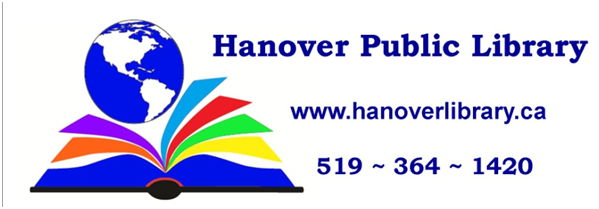 Hanover Public Library
www.hanoverlibrary.ca
519 ~ 364 ~ 1420